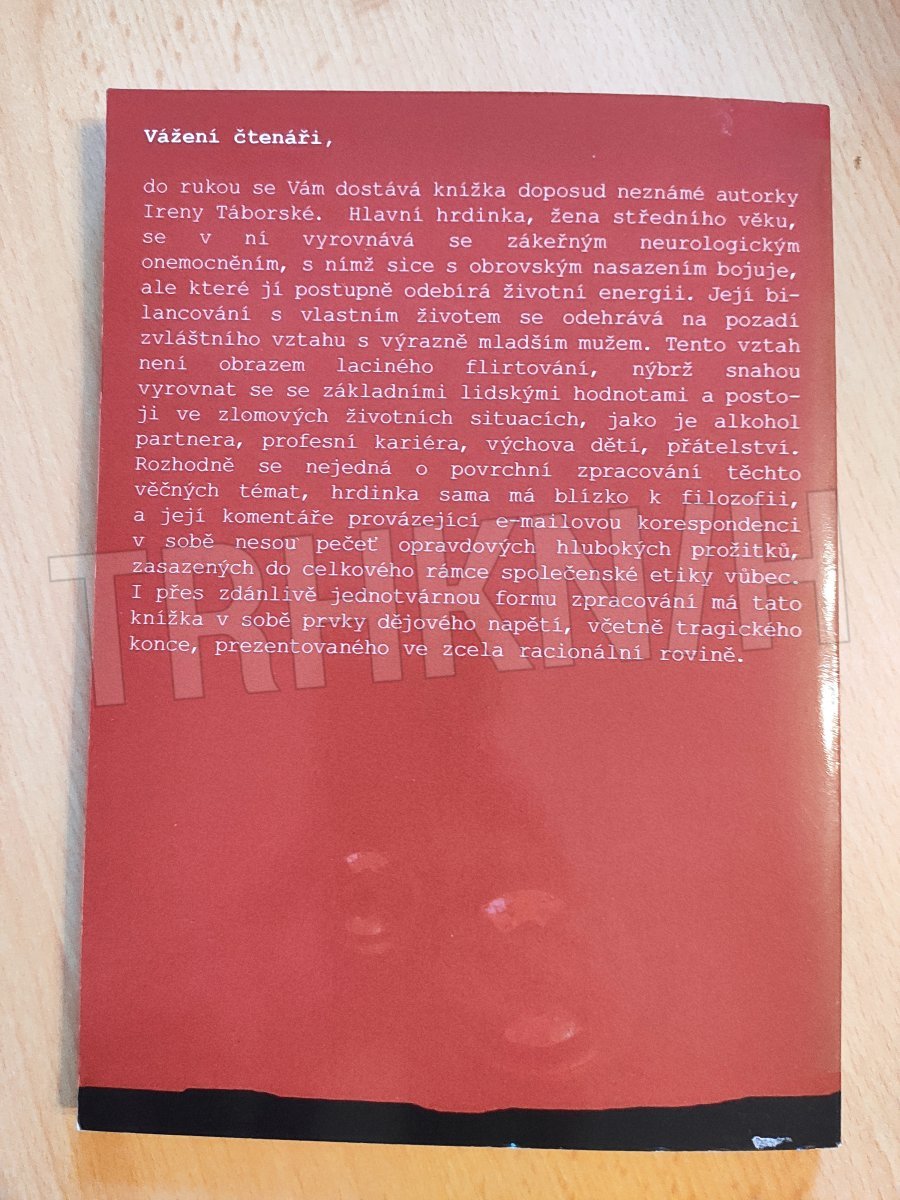 Vážení čtenáři,
do rukou se Vám dostává knížka doposud neznámé autorky
Ireny Táborské. Hlavní hrdinka, žena středního věku,
se v ní vyrovnává se zákeřným neurologickým
onemocněním, s nímž sice s obrovským nasazením bojuje,
ale které jí postupně odebírá životní energii. Její bi-
lancování s vlastním životem se odehrává na pozadí
zvláštního vztahu s výrazně mladším mužem. Tento vztah
není obrazem laciného flirtování, nýbrž snahou
vyrovnat se se základními lidskými hodnotami a posto-
ji ve zlomových životních situacích, jako je alkohol
partnera, profesní kariéra, výchova dětí, přátelství.
Rozhodně se nejedná o povrchní zpracování těchto
věčných témat, hrdinka sama má blízko k filozofii,
a její komentáře provázející e-mailovou korespondenci
v sobě nesou pečeť opravdových hlubokých prožitků,
zasazených do celkového rámce společenské etiky vůbec.
I přes zdánlivě jednotvárnou formu zpracování má tato
knížka v sobě prvky dějového napětí, včetně tragického
konce, prezentovaného ve zcela racionální rovině.
TRHKNIH